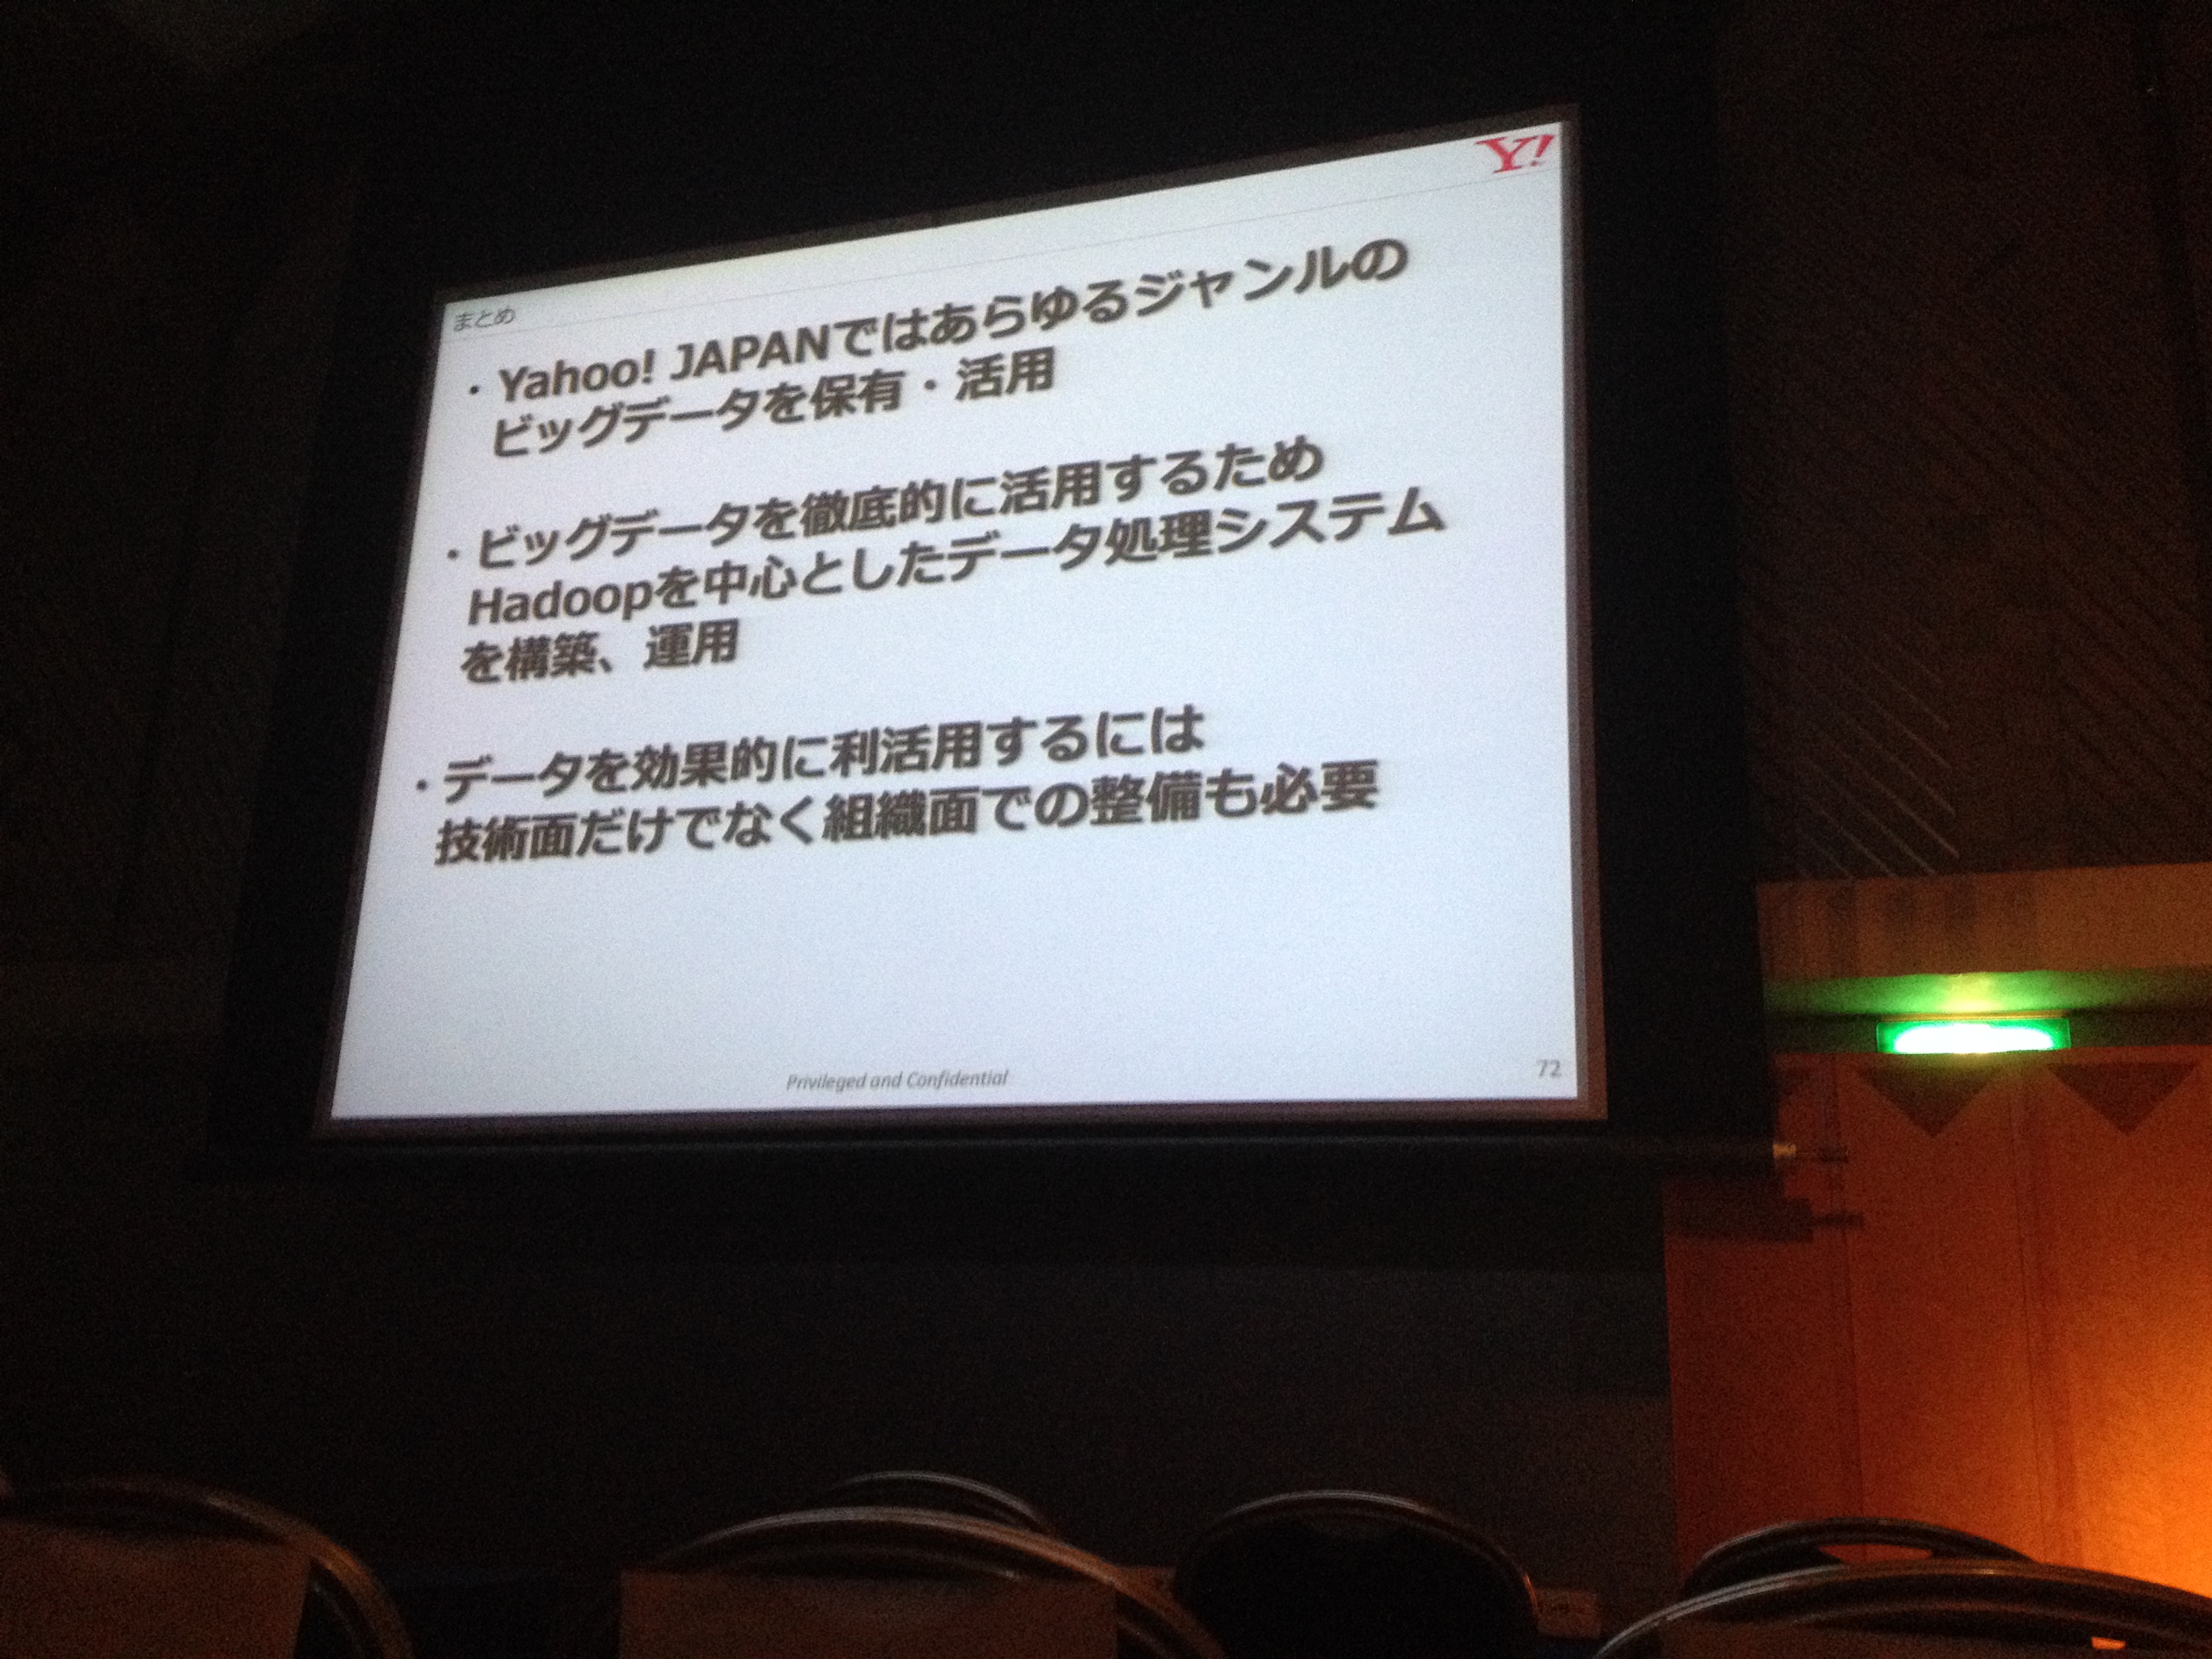 Y!
まとめ
・Yahoo! JAPANではあらゆるジャンルの
ビッグデータを保有・活用
・ビッグデータを徹底的に活用するため
Hadoopを中心としたデータ処理システム
を構築、運用
・データを効果的に利活用するには
技術面だけでなく組織面での整備も必要
Privileged and Confidential
72